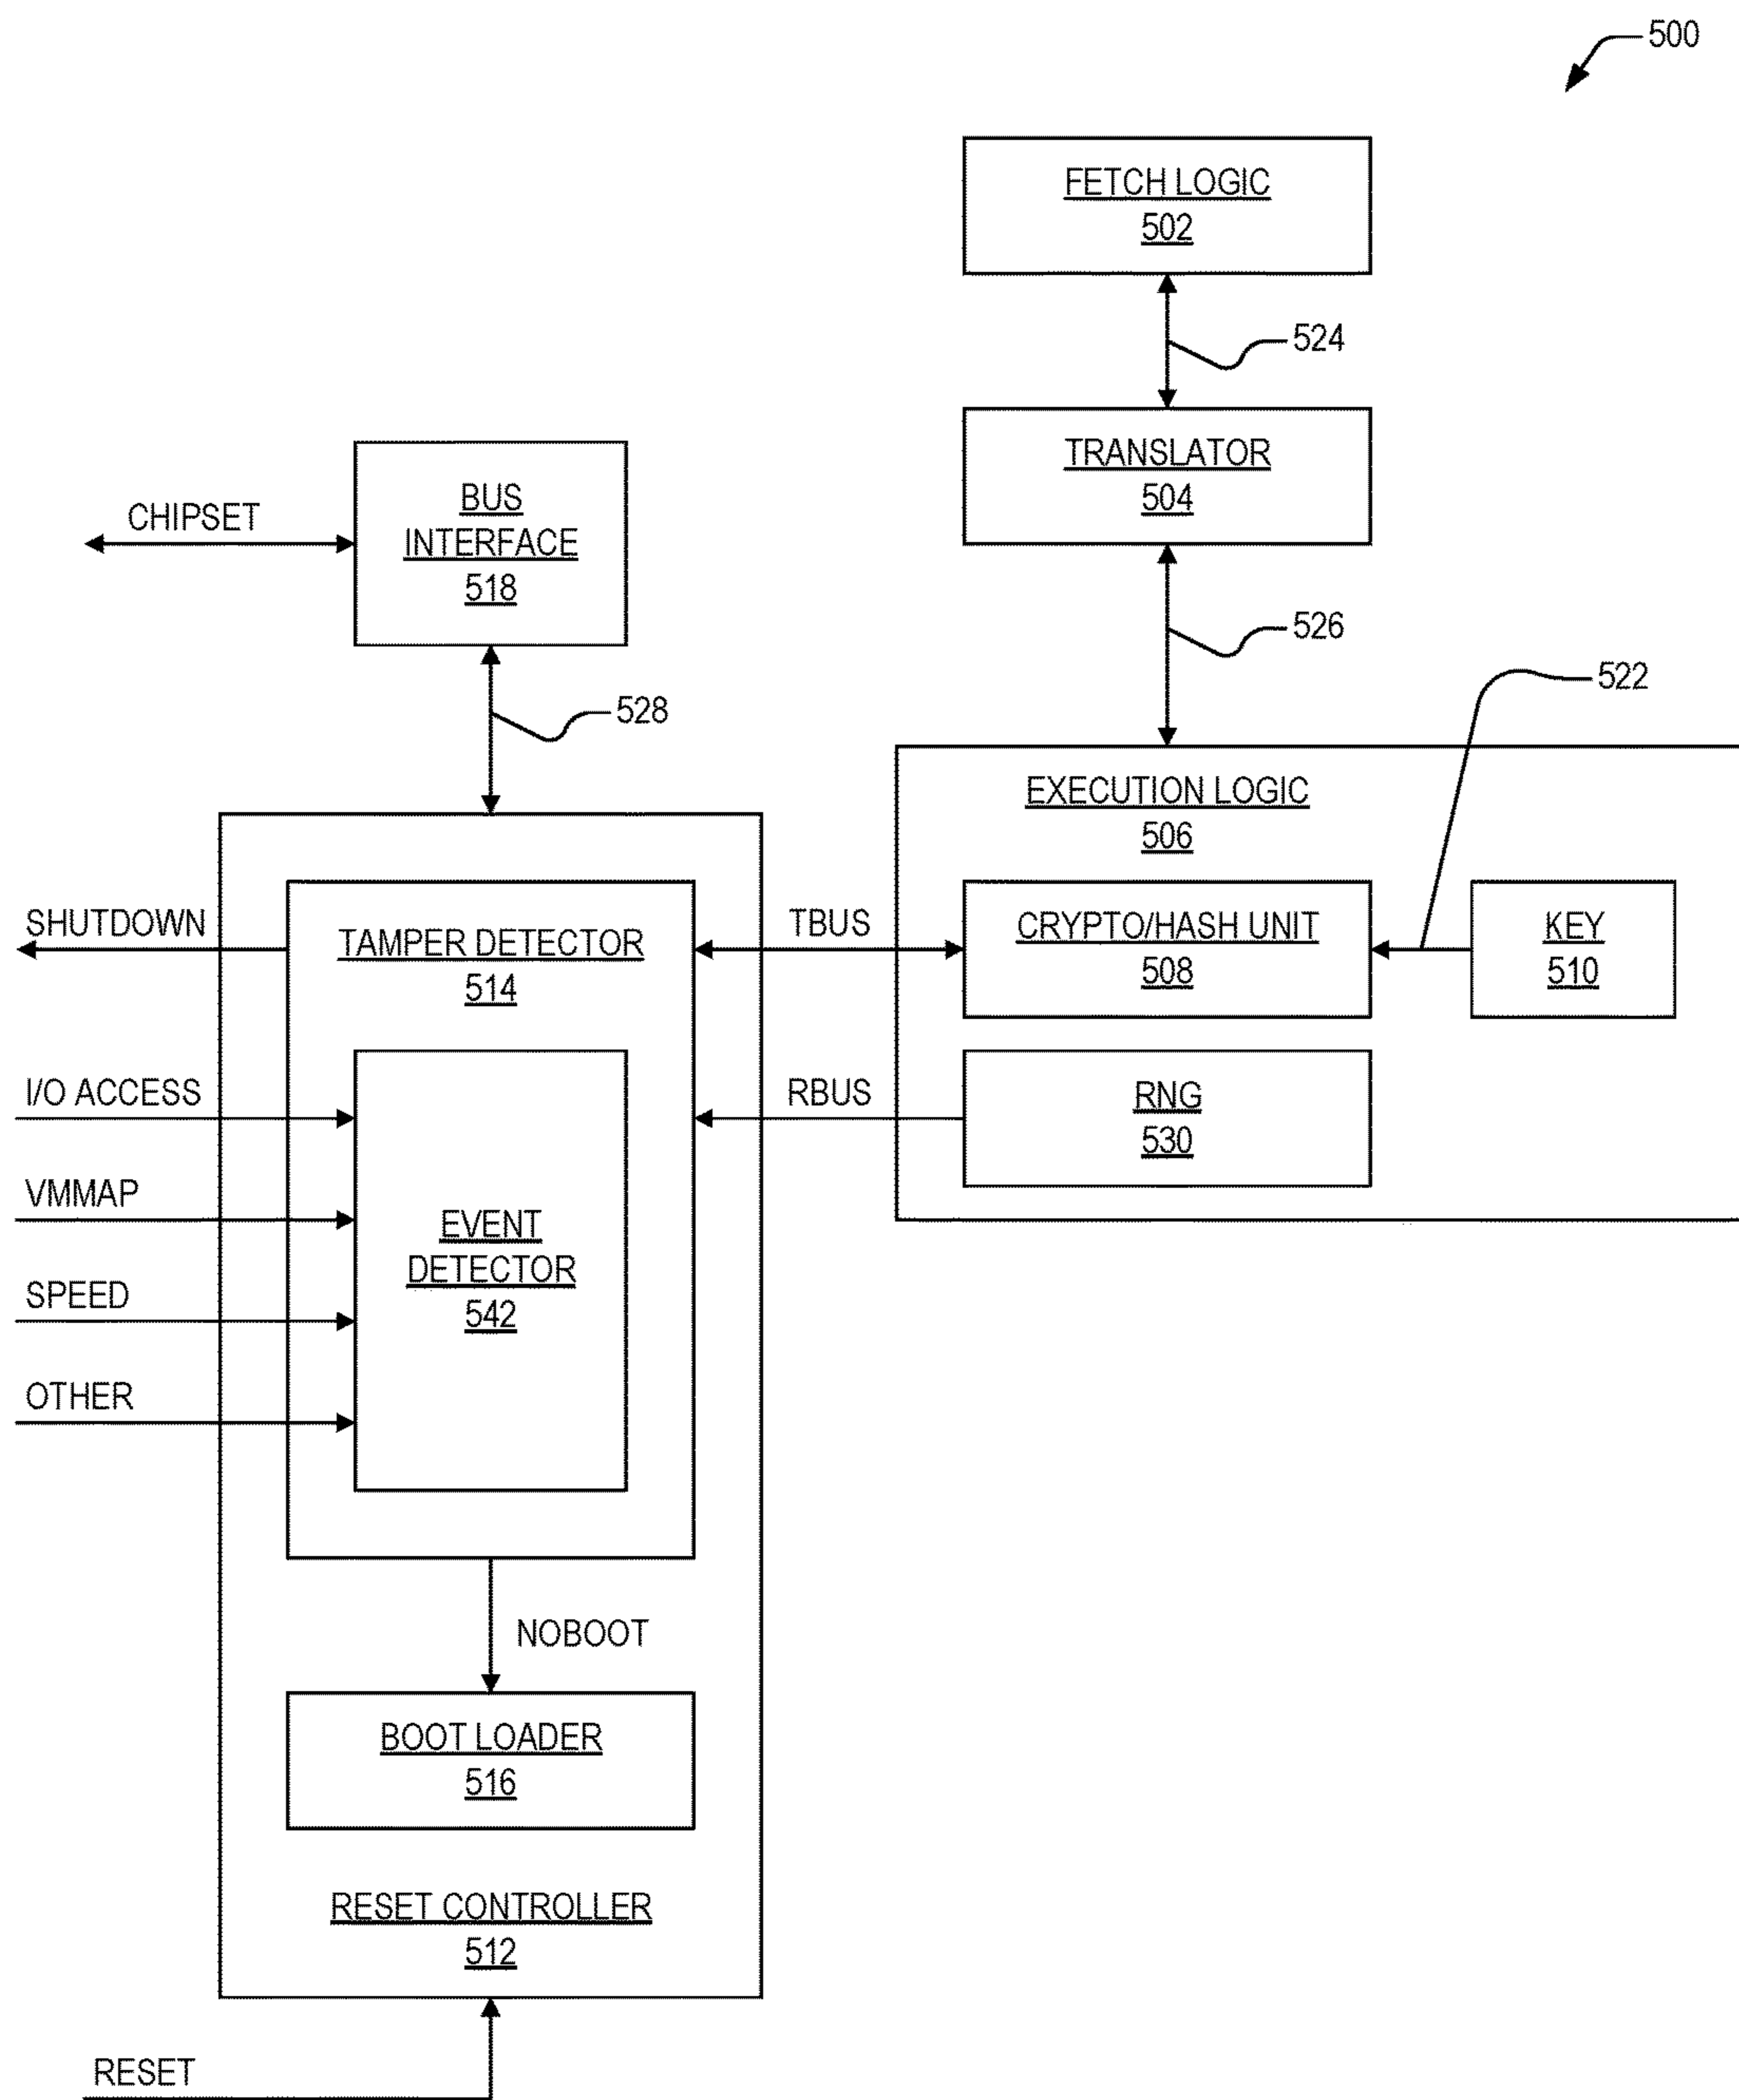 500
FETCH LOGIC
502
524
TRANSLATOR
504
BUS
INTERFACE
518
CHIPSET
526
522
528
EXECUTION LOGIC
506
SHUTDOWN
TAMPER DETECTOR
514
TBUS
CRYPTO/HASH UNIT
508
KEY
510
I/O ACCESS
RBUS
RNG
530
VMMAP
EVENT
DETECTOR
542
SPEED
OTHER
NOBOOT
BOOT LOADER
516
RESET CONTROLLER
512
RESET